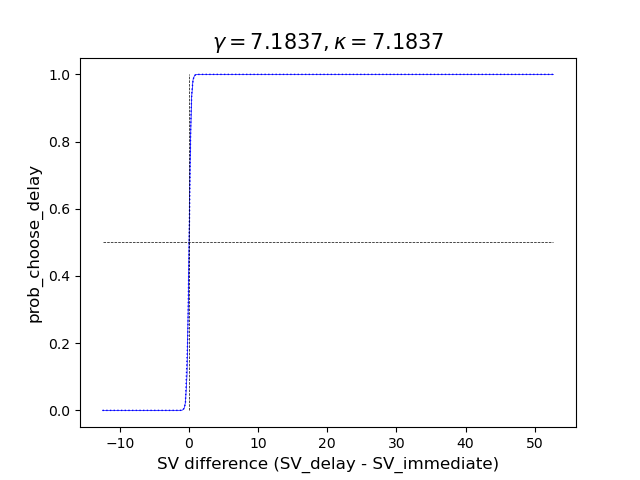 γ = 7.1837, κ = 7.1837
1.0
0.8
0.6
0.4
0.2
0.0
prob_choose_delay
−10 0 10 20 30 40 50
SV difference (SV_delay - SV_immediate)